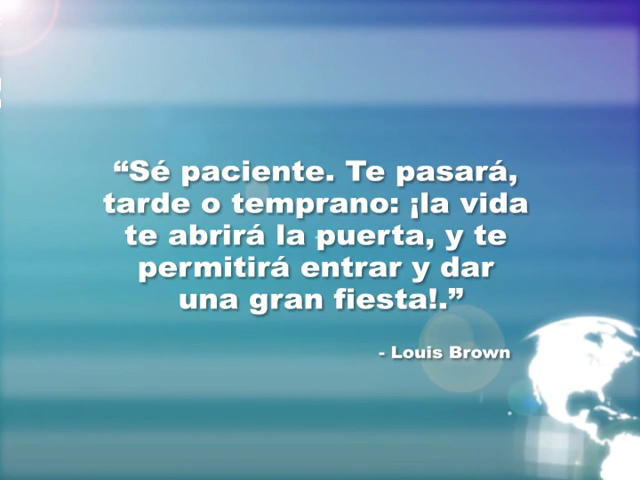 “Sé paciente. Te pasará,
tarde o temprano: ¡la vida
te abrirá la puerta, y te
permitirá entrar y dar
una gran fiesta!.”
- Louis Brown